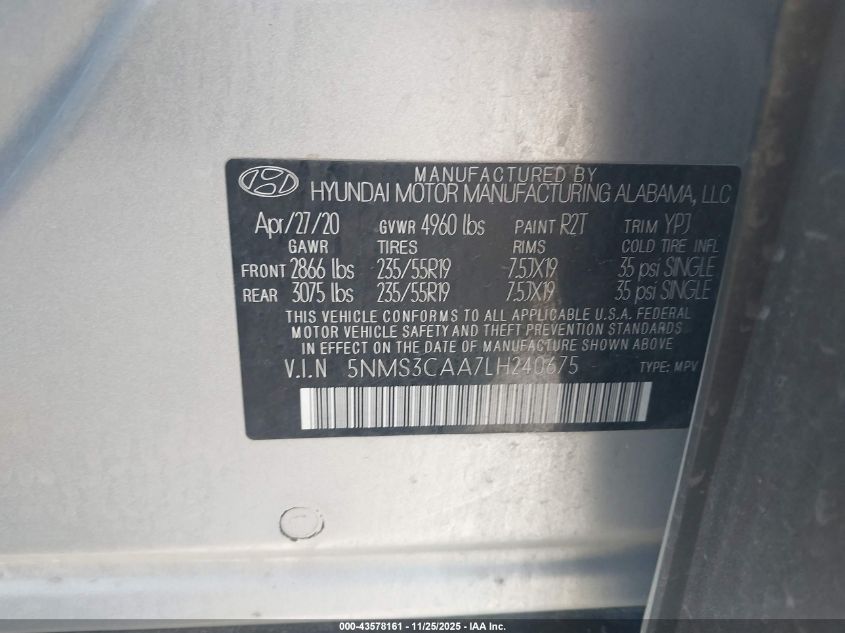 MANUFACTURED BY
HYUNDAI MOTOR MANUFACTURING ALABAMA, LLC
Apr/27/20 GVWR 4960 lbs PAINT R2T TRIM YPJ
GAWR TIRES RIMS COLD TIRE INFL
FRONT 2866 lbs 235/55R19 7.5JX19 35 psi SINGLE
REAR 3075 lbs 235/55R19 7.5JX19 35 psi SINGLE
THIS VEHICLE CONFORMS TO ALL APPLICABLE U.S.A. FEDERAL
MOTOR VEHICLE SAFETY AND THEFT PREVENTION STANDARDS
IN EFFECT ON THE DATE OF MANUFACTURE SHOWN ABOVE.
V.I.N 5NMS3CAA7LH240675 TYPE: MPV
000-43578161 - 11/25/2025 - IAA Inc.